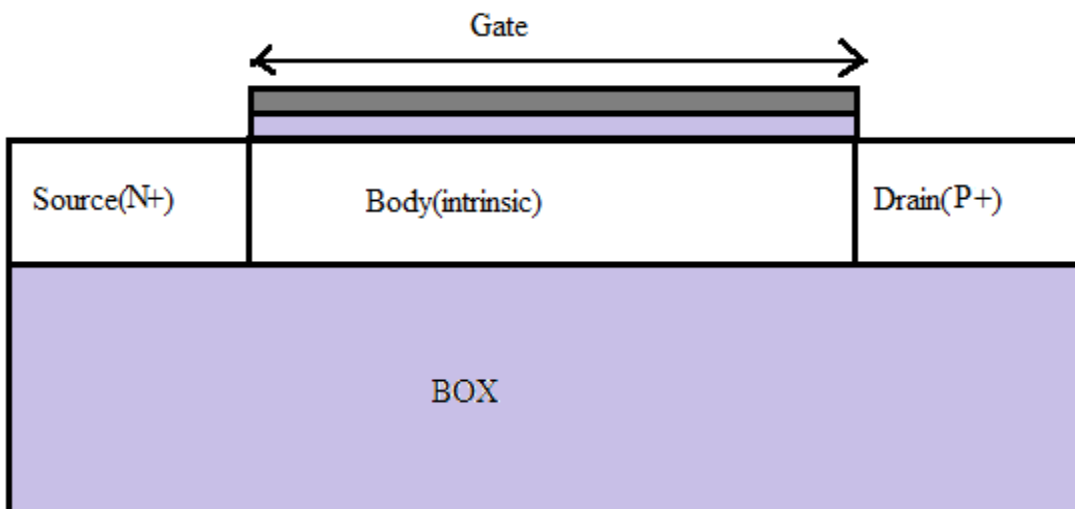 Gate
Source(N+)
Body(intrinsic)
Drain(P+)
BOX